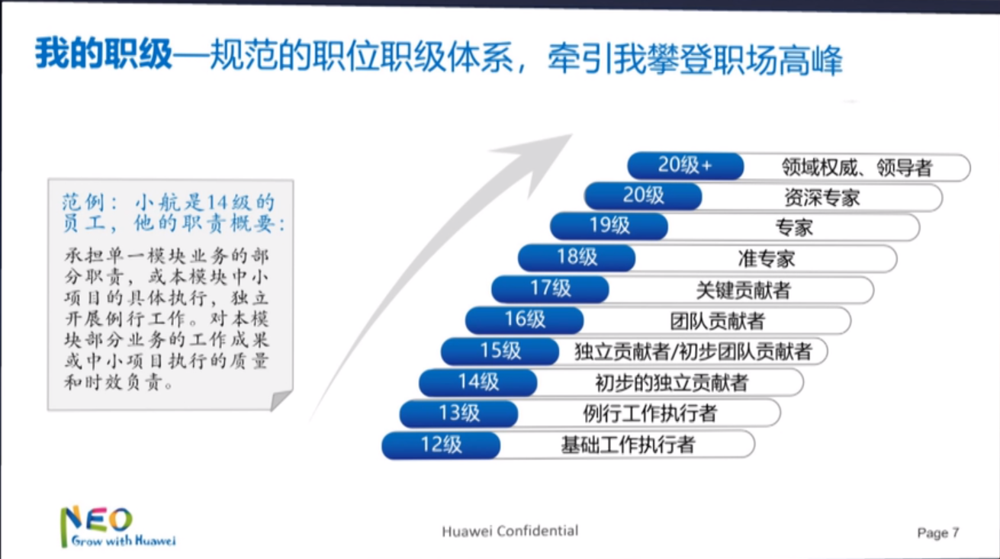 我的职级—规范的职位职级体系，牵引我攀登职场高峰
范例：小航是14级的
员工，他的职责概要：
承担单一模块业务的部
分职责，或本模块中小
项目的具体执行，独立
开展例行工作。对本模
块部分业务的工作成果
或中小项目执行的质量
和时效负责。
20级+ 领域权威、领导者
20级 资深专家
19级 专家
18级 准专家
17级 关键贡献者
16级 团队贡献者
15级 独立贡献者/初步团队贡献者
14级 初步的独立贡献者
13级 例行工作执行者
12级 基础工作执行者
NEO
Grow with Huawei
Huawei Confidential
Page 7